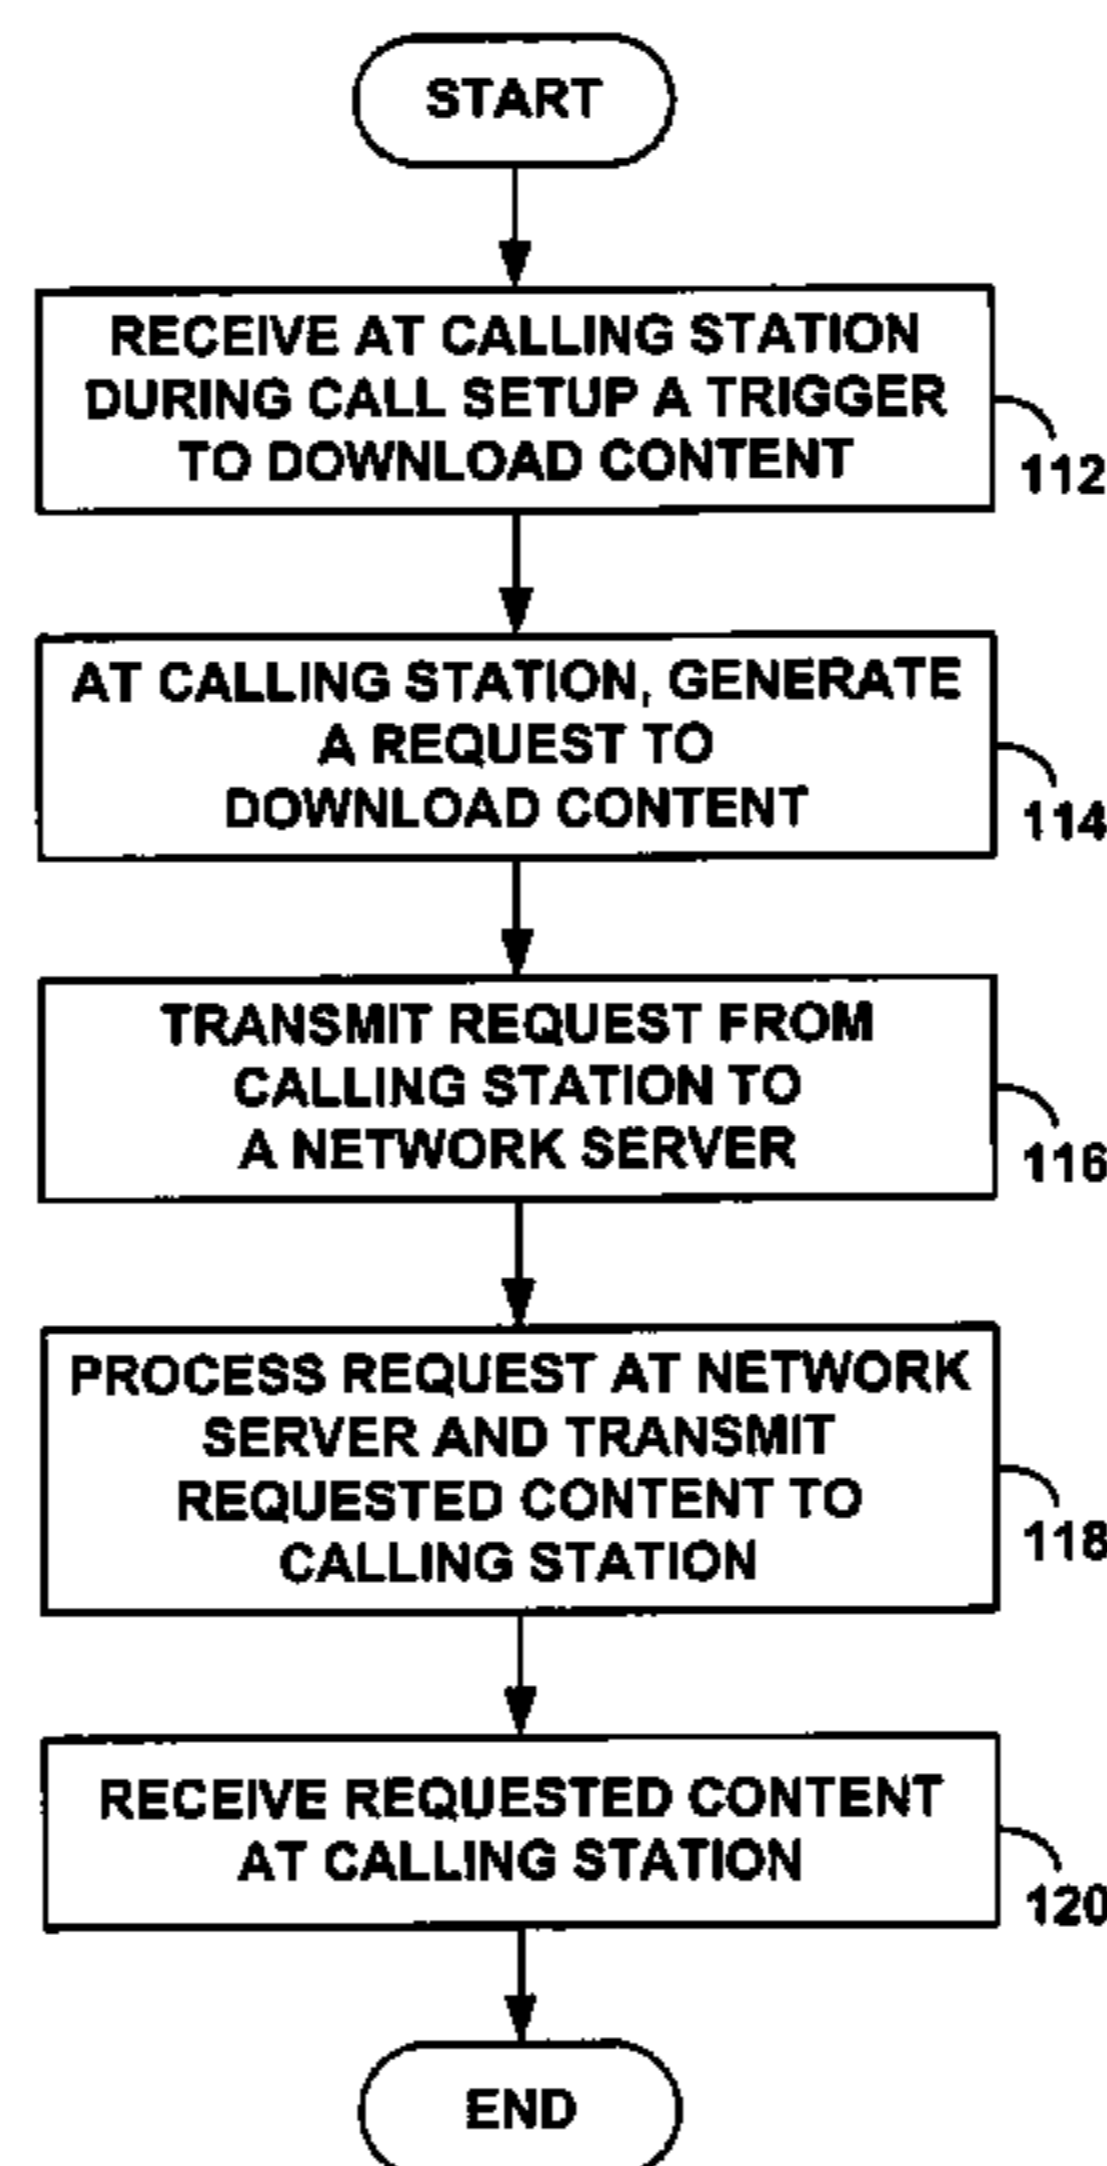 START
RECEIVE AT CALLING STATION
DURING CALL SETUP A TRIGGER
TO DOWNLOAD CONTENT
112
AT CALLING STATION, GENERATE
A REQUEST TO
DOWNLOAD CONTENT
114
TRANSMIT REQUEST FROM
CALLING STATION TO
A NETWORK SERVER
116
PROCESS REQUEST AT NETWORK
SERVER AND TRANSMIT
REQUESTED CONTENT TO
CALLING STATION
118
RECEIVE REQUESTED CONTENT
AT CALLING STATION
120
END